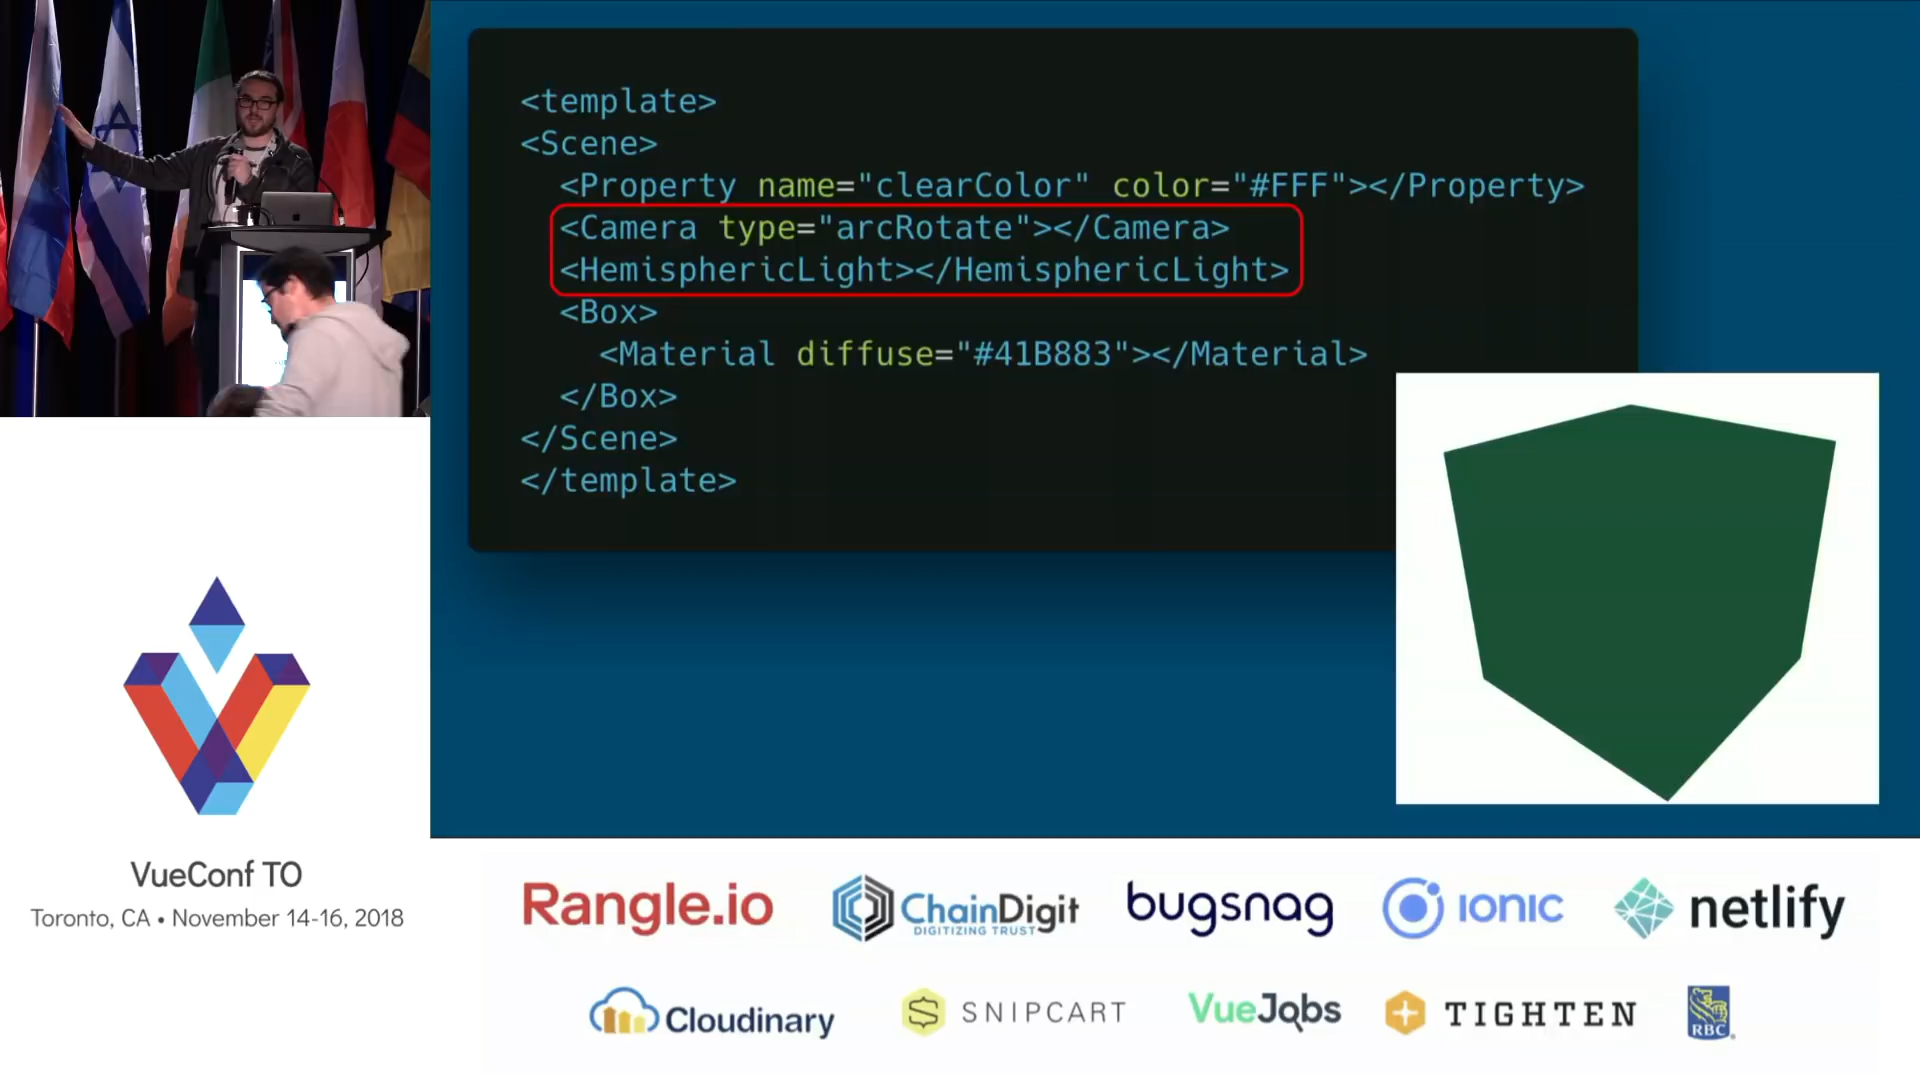 <template>
<Scene>
  <Property name="clearColor" color="#FFF"></Property>
  <Camera type="arcRotate"></Camera>
  <HemisphericLight></HemisphericLight>
  <Box>
    <Material diffuse="#41B883"></Material>
  </Box>
</Scene>
</template>
VueConf TO
Toronto, CA • November 14-16, 2018
Rangle.io
ChainDigit
DIGITIZING TRUST
bugsnag
IONIC
netlify
Cloudinary
SNIPCART
VueJobs
TIGHTEN
RBC